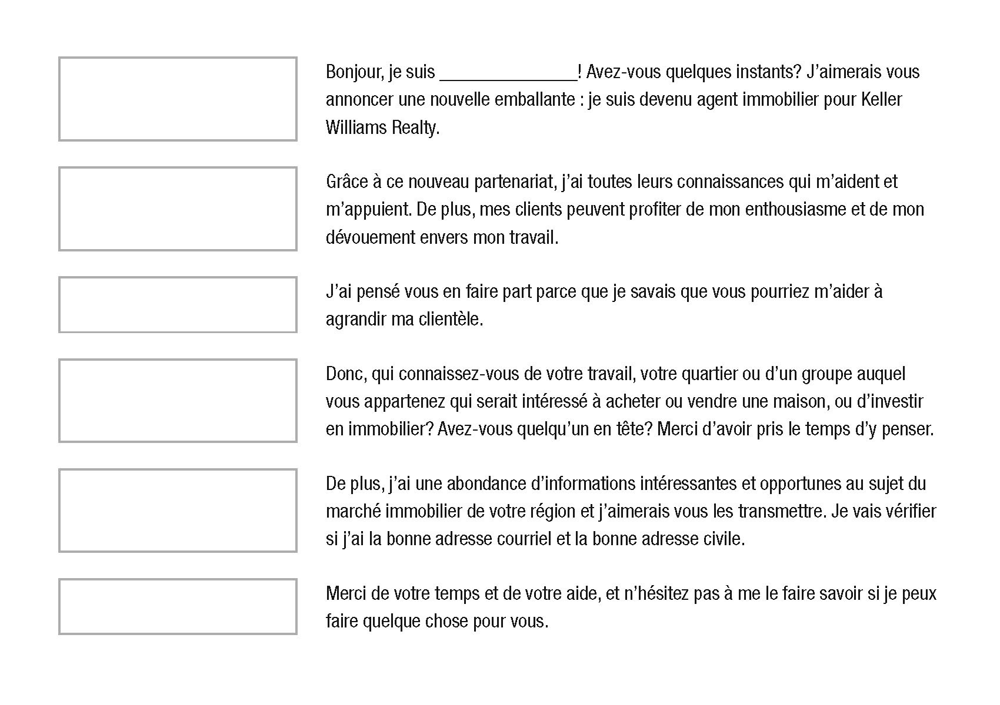 Bonjour, je suis _______________! Avez-vous quelques instants? J’aimerais vous
annoncer une nouvelle emballante : je suis devenu agent immobilier pour Keller
Williams Realty.
Grâce à ce nouveau partenariat, j’ai toutes leurs connaissances qui m’aident et
m’appuient. De plus, mes clients peuvent profiter de mon enthousiasme et de mon
dévouement envers mon travail.
J’ai pensé vous en faire part parce que je savais que vous pourriez m’aider à
agrandir ma clientèle.
Donc, qui connaissez-vous de votre travail, votre quartier ou d’un groupe auquel
vous appartenez qui serait intéressé à acheter ou vendre une maison, ou d’investir
en immobilier? Avez-vous quelqu’un en tête? Merci d’avoir pris le temps d’y penser.
De plus, j’ai une abondance d’informations intéressantes et opportunes au sujet du
marché immobilier de votre région et j’aimerais vous les transmettre. Je vais vérifier
si j’ai la bonne adresse courriel et la bonne adresse civile.
Merci de votre temps et de votre aide, et n’hésitez pas à me le faire savoir si je peux
faire quelque chose pour vous.